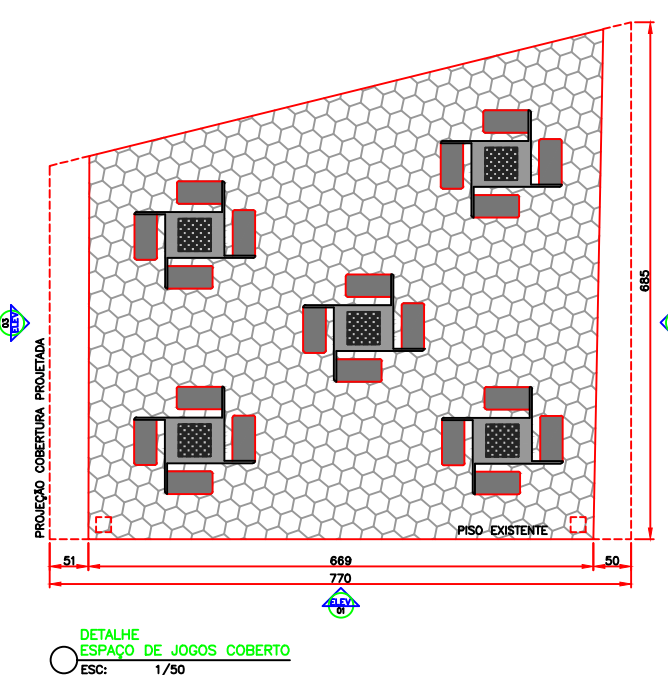 685
03
ELEV
PROJEÇÃO COBERTURA PROJETADA
PISO EXISTENTE
51
669
50
770
ELEV
01
DETALHE
ESPAÇO DE JOGOS COBERTO
ESC: 1/50